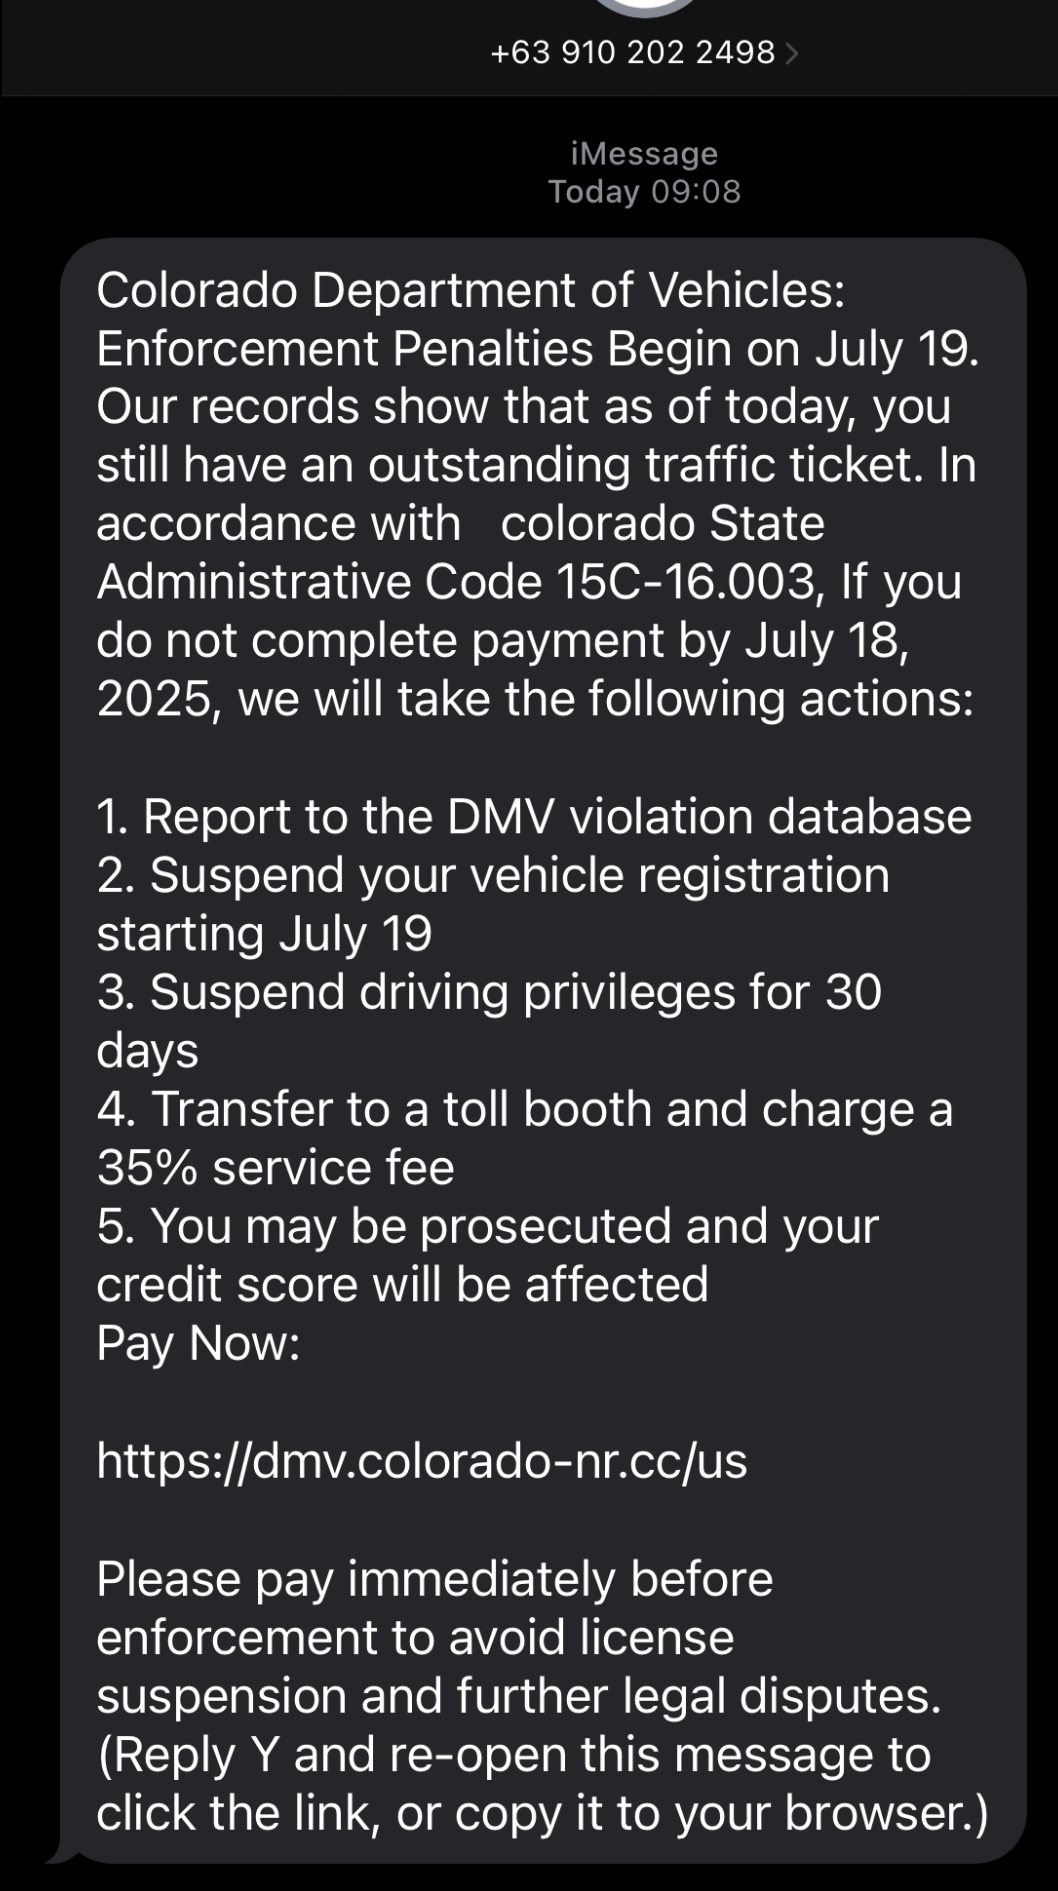 +63 910 202 2498
iMessage
Today 09:08
Colorado Department of Vehicles:
Enforcement Penalties Begin on July 19.
Our records show that as of today, you
still have an outstanding traffic ticket. In
accordance with   colorado State
Administrative Code 15C-16.003, If you
do not complete payment by July 18,
2025, we will take the following actions:
1. Report to the DMV violation database
2. Suspend your vehicle registration
starting July 19
3. Suspend driving privileges for 30
days
4. Transfer to a toll booth and charge a
35% service fee
5. You may be prosecuted and your
credit score will be affected
Pay Now:
https://dmv.colorado-nr.cc/us
Please pay immediately before
enforcement to avoid license
suspension and further legal disputes.
(Reply Y and re-open this message to
click the link, or copy it to your browser.)